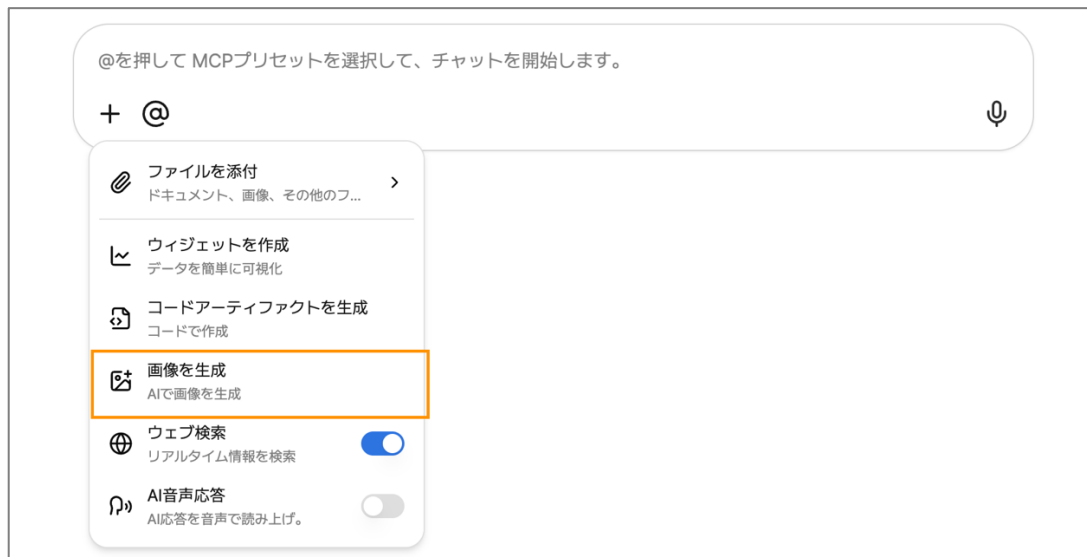 @を押して MCPプリセットを選択して、チャットを開始します。
ファイルを添付
ドキュメント、画像、その他のフ...
ウィジェットを作成
データを簡単に可視化
コードアーティファクトを生成
コードで作成
画像を生成
AIで画像を生成
ウェブ検索
リアルタイム情報を検索
AI音声応答
AI応答を音声で読み上げ。